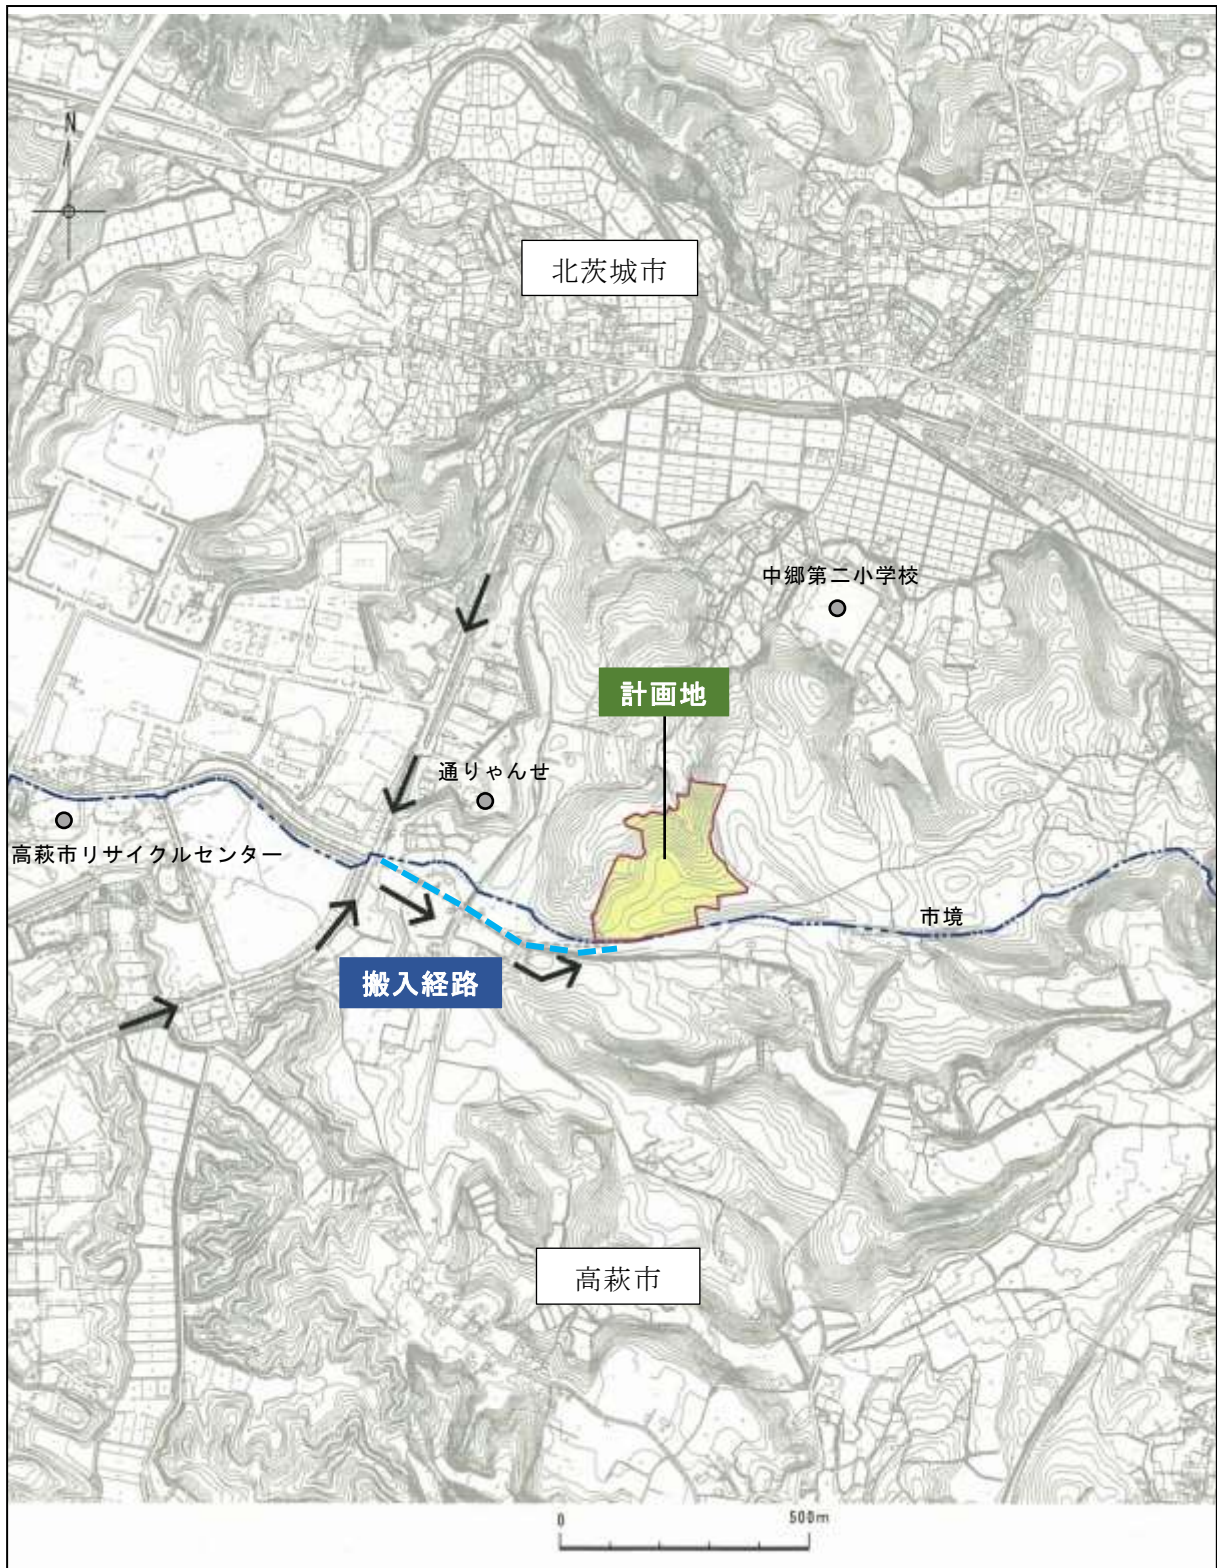 N
北茨城市
中郷第二小学校
計画地
通りゃんせ
高萩市リサイクルセンター
市境
搬入経路
高萩市
0
500m